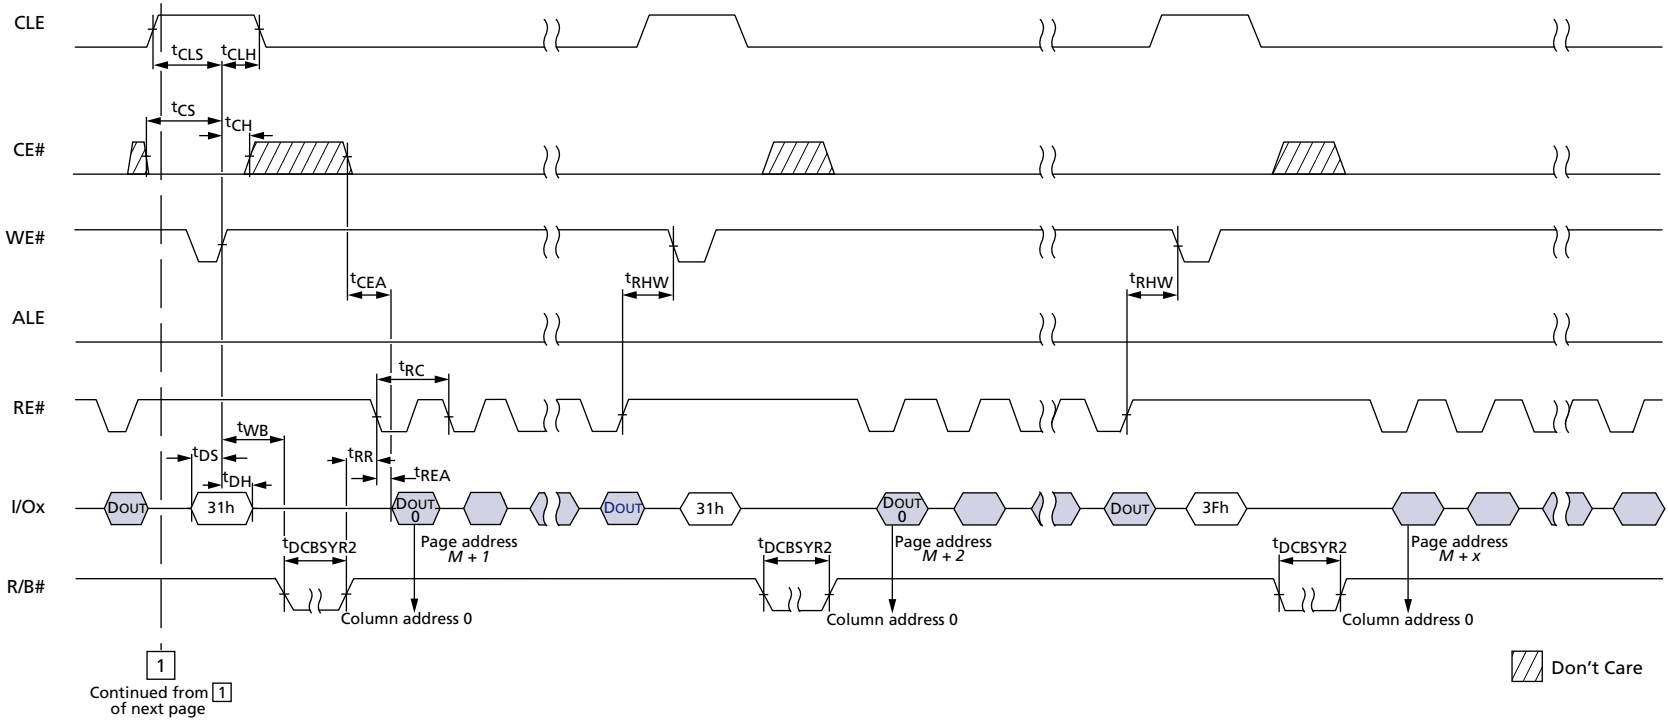 CLE
tCLS tCLH
tCS
tCH
CE#
WE#
tCEA tRHW tRHW
ALE
tRC
RE#
tWB
tDS tRR
tDH tREA
I/Ox DOUT 31h DOUT 0 DOUT 31h DOUT 0 DOUT 3Fh
tDCBSYR2 Page address M + 1 tDCBSYR2 Page address M + 2 tDCBSYR2 Page address M + x
R/B#
Column address 0 Column address 0 Column address 0
1
Continued from 1
of next page
Don't Care